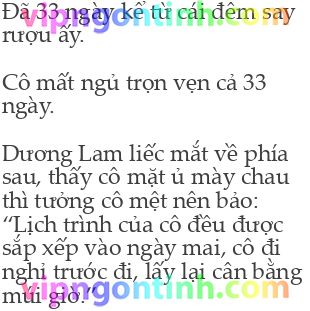 Đã 33 ngày kể từ cái đêm say
rượu ấy.
Cô mất ngủ trọn vẹn cả 33
ngày.
Dương Lam liếc mắt về phía
sau, thấy cô mặt ủ mày chau
thì tưởng cô mệt nên bảo:
“Lịch trình của cô đều được
sắp xếp vào ngày mai, cô đi
nghỉ trước đi, lấy lại cân bằng
múi giờ.”
vipngontinh.com
vipngontinh.com